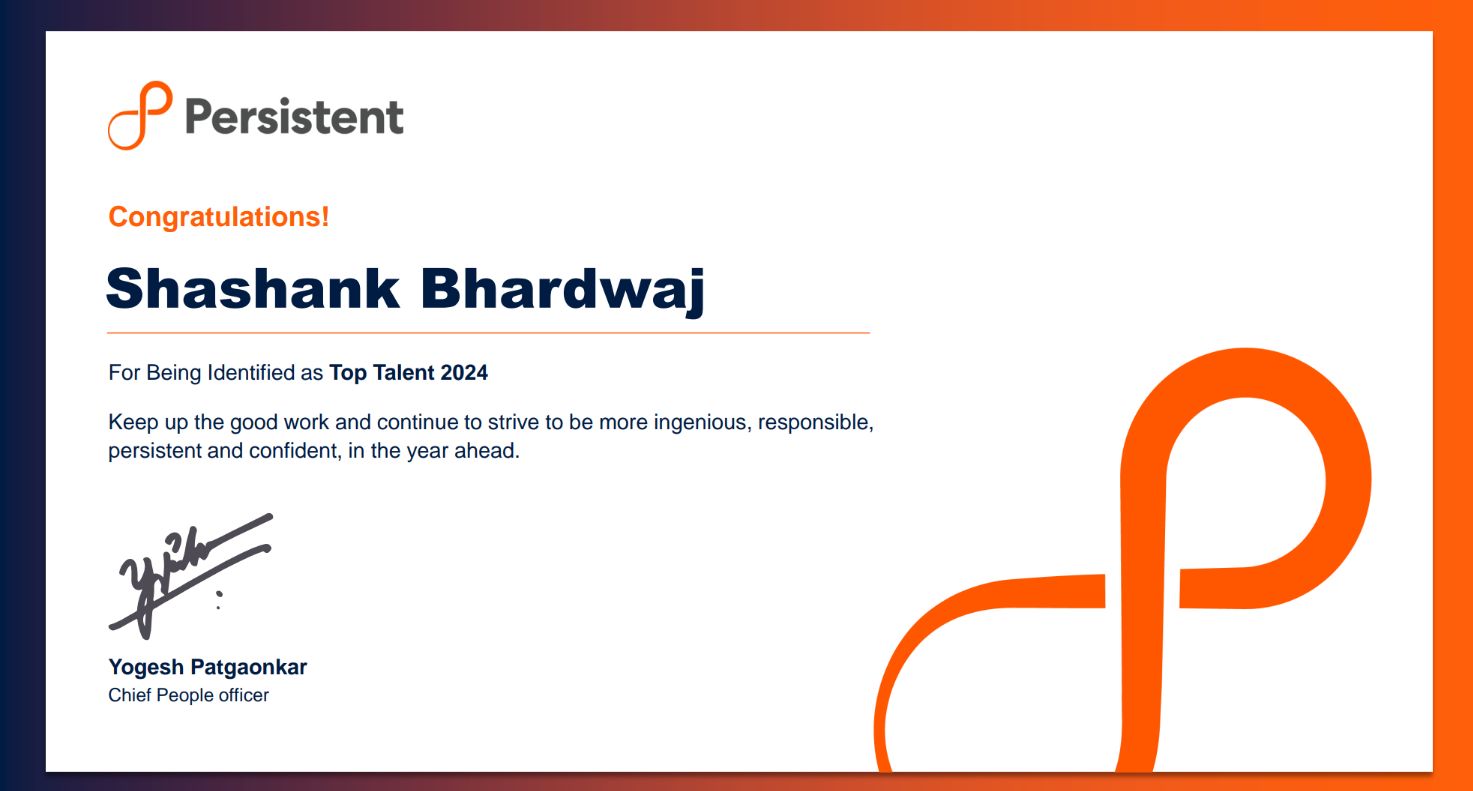 Persistent
Congratulations!
Shashank Bhardwaj
For Being Identified as Top Talent 2024
Keep up the good work and continue to strive to be more ingenious, responsible,
persistent and confident, in the year ahead.
Yogesh Patgaonkar
Chief People officer